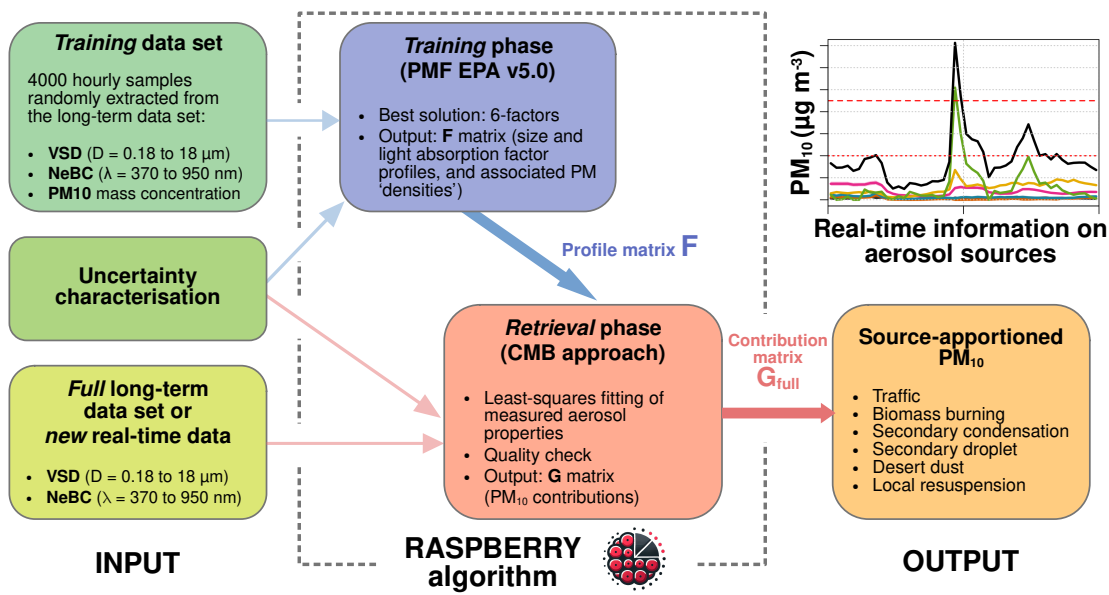 Training data set
4000 hourly samples
randomly extracted from
the long-term data set:
• VSD (D = 0.18 to 18 µm)
• NeBC (λ = 370 to 950 nm)
• PM10 mass concentration
Uncertainty
characterisation
Full long-term
data set or
new real-time data
• VSD (D = 0.18 to 18 µm)
• NeBC (λ = 370 to 950 nm)
INPUT
Training phase
(PMF EPA v5.0)
• Best solution: 6-factors
• Output: F matrix (size and
light absorption factor
profiles, and associated PM
‘densities’)
Profile matrix F
Retrieval phase
(CMB approach)
• Least-squares fitting of
measured aerosol
properties
• Quality check
• Output: G matrix
(PM₁₀ contributions)
RASPBERRY
algorithm
Contribution
matrix
G_full
PM₁₀ (µg m⁻³)
Real-time information on
aerosol sources
Source-apportioned
PM₁₀
• Traffic
• Biomass burning
• Secondary condensation
• Secondary droplet
• Desert dust
• Local resuspension
OUTPUT